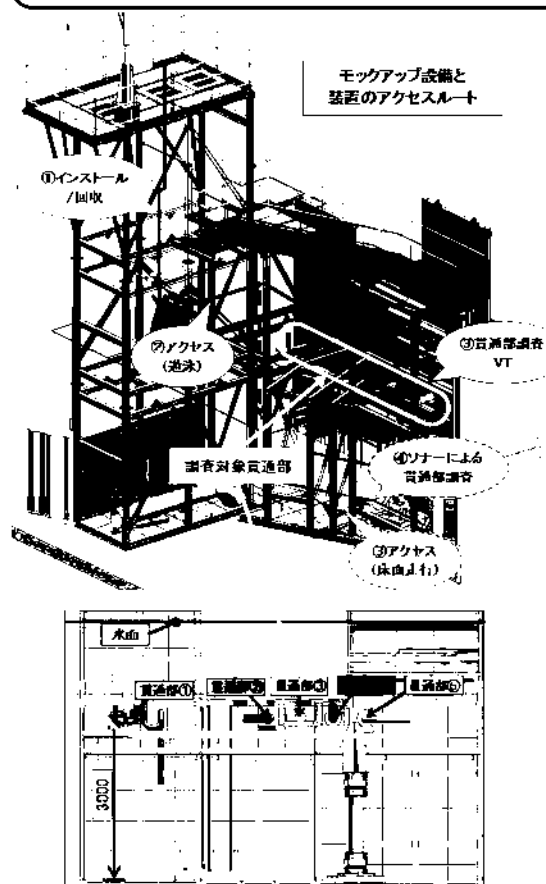 モックアップ設備と
装置のアクセスルート
①インストール
/回収
②アクセス
(遊泳)
③貫通部調査
VT
調査対象貫通部
④ソナーによる
貫通部調査
アクセス
(床面走行)
水面
貫通部①
貫通部②
貫通部③
貫通部⑤
3000